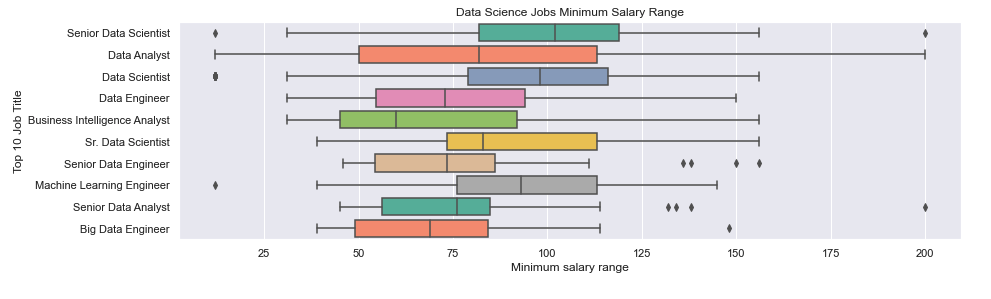 Data Science Jobs Minimum Salary Range
Top 10 Job Title
Senior Data Scientist
Data Analyst
Data Scientist
Data Engineer
Business Intelligence Analyst
Sr. Data Scientist
Senior Data Engineer
Machine Learning Engineer
Senior Data Analyst
Big Data Engineer
25 50 75 100 125 150 175 200
Minimum salary range